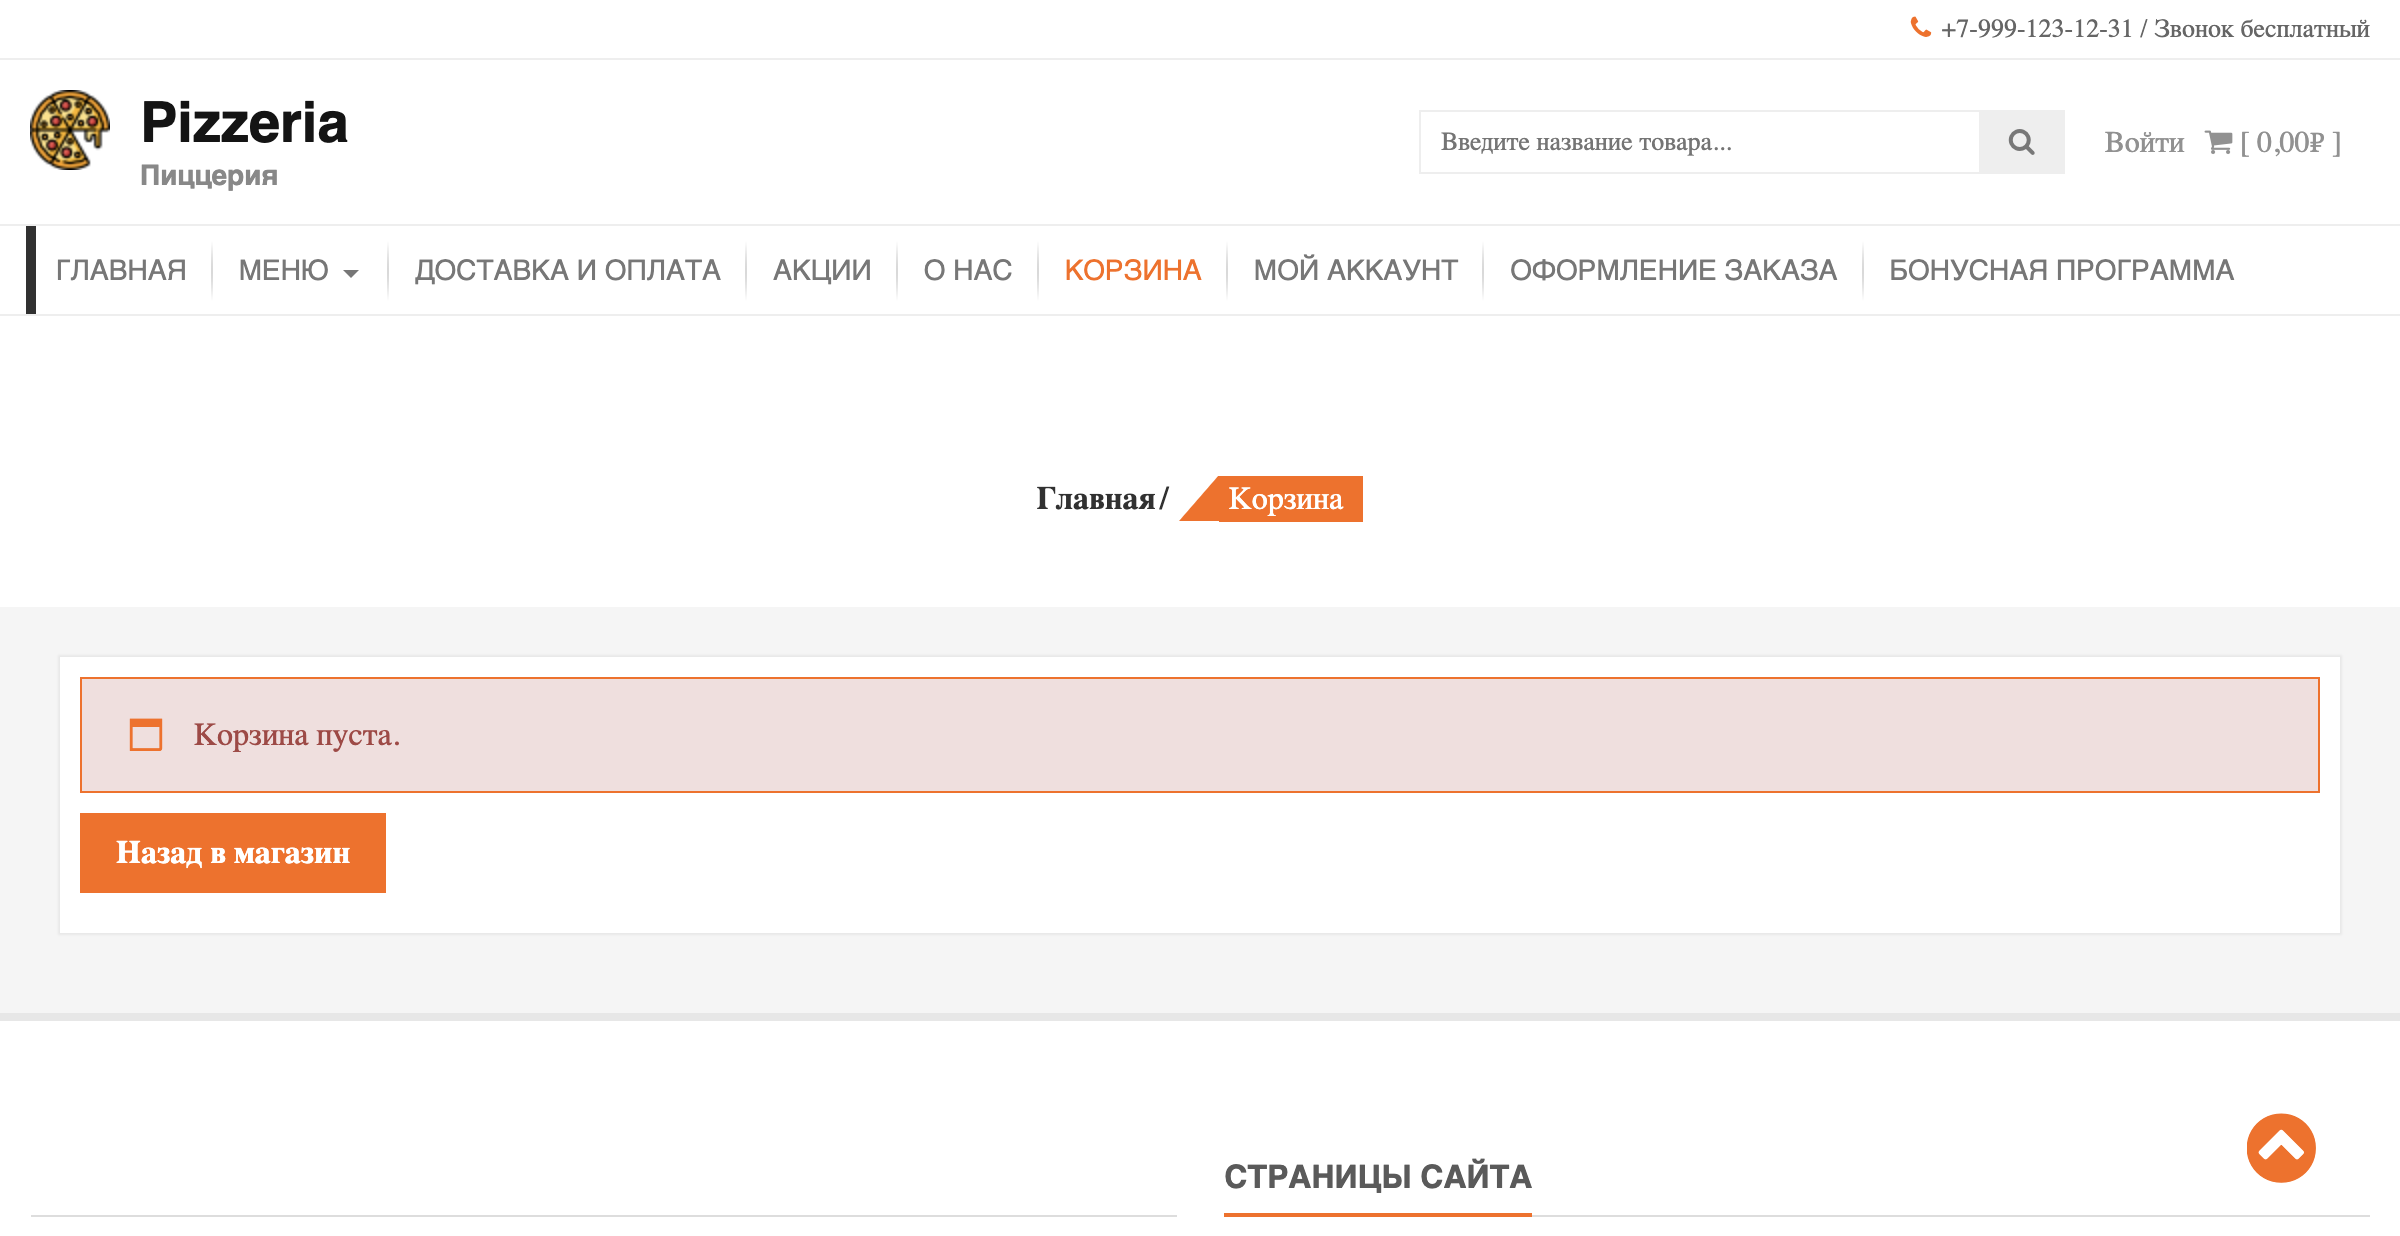 +7-999-123-12-31 / Звонок бесплатный
Pizzeria
Пиццерия
Введите название товара...
Войти [ 0,00₽ ]
ГЛАВНАЯ МЕНЮ ДОСТАВКА И ОПЛАТА АКЦИИ О НАС КОРЗИНА МОЙ АККАУНТ ОФОРМЛЕНИЕ ЗАКАЗА БОНУСНАЯ ПРОГРАММА
Главная / Корзина
Корзина пуста.
Назад в магазин
СТРАНИЦЫ САЙТА